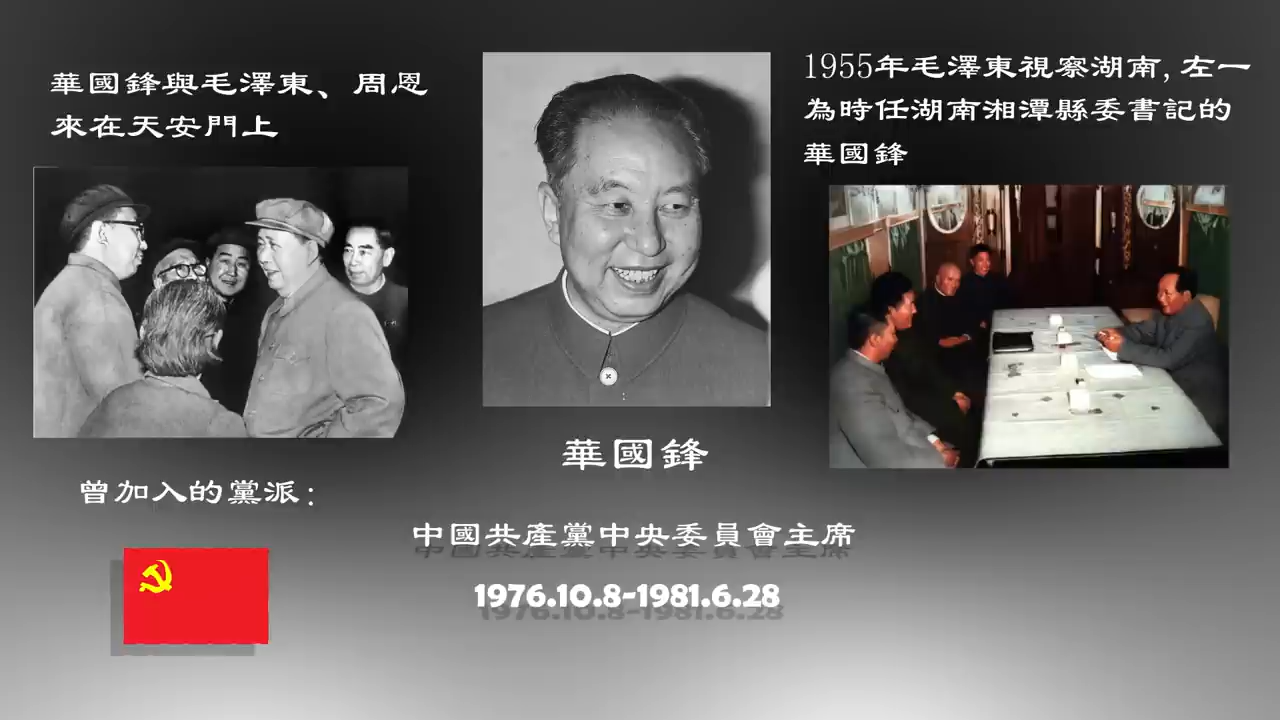 華國鋒與毛澤東、周恩
來在天安門上
1955年毛澤東視察湖南,左一
為時任湖南湘潭縣委書記的
華國鋒
華國鋒
曾加入的黨派:
中國共產黨中央委員會主席
1976.10.8-1981.6.28